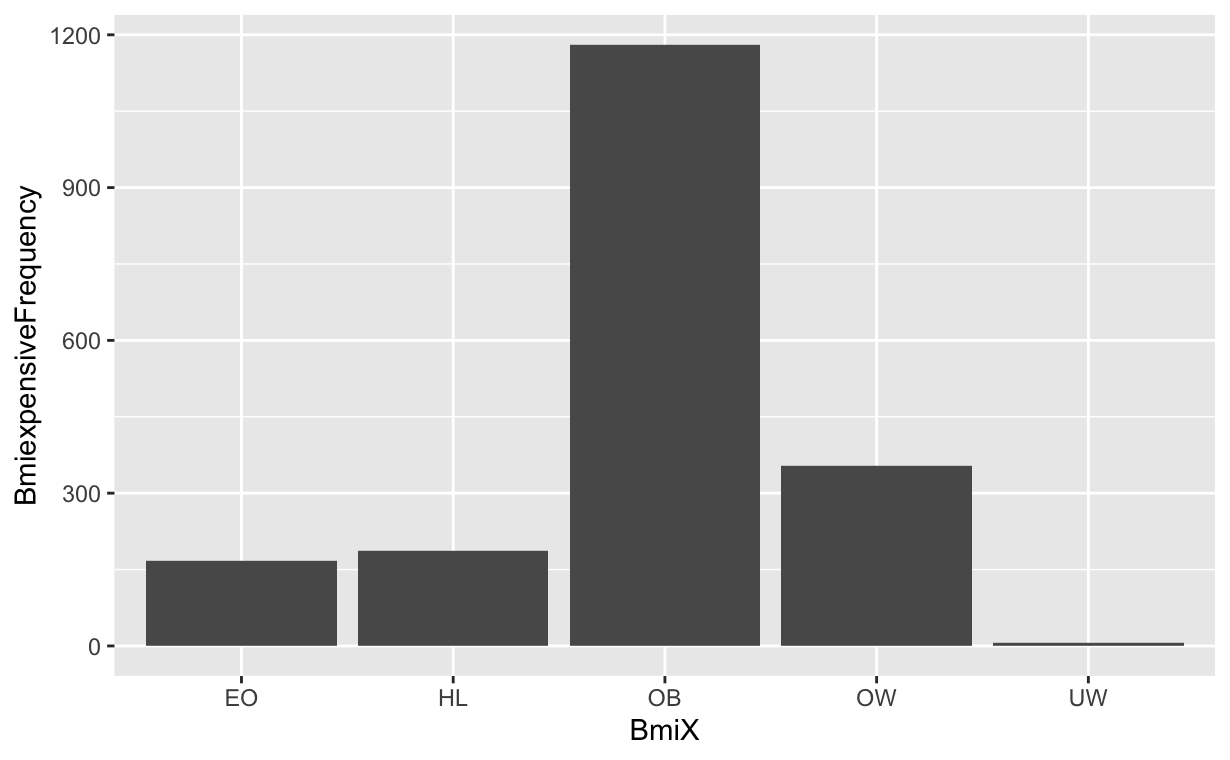 BmiexpensiveFrequency
1200
900
600
300
0
EO
HL
OB
OW
UW
BmiX